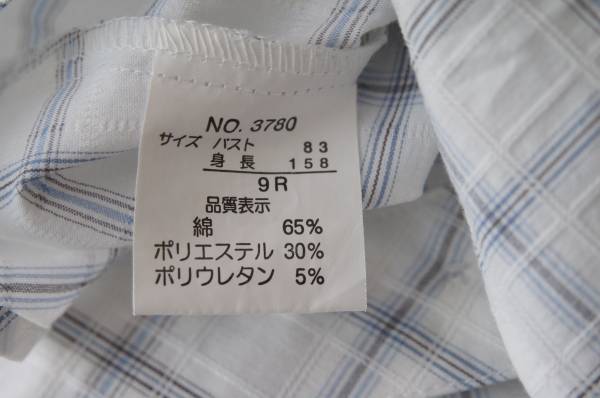 NO. 3780
サイズ バスト 83
身長 158
9R
品質表示
綿 65%
ポリエステル 30%
ポリウレタン 5%